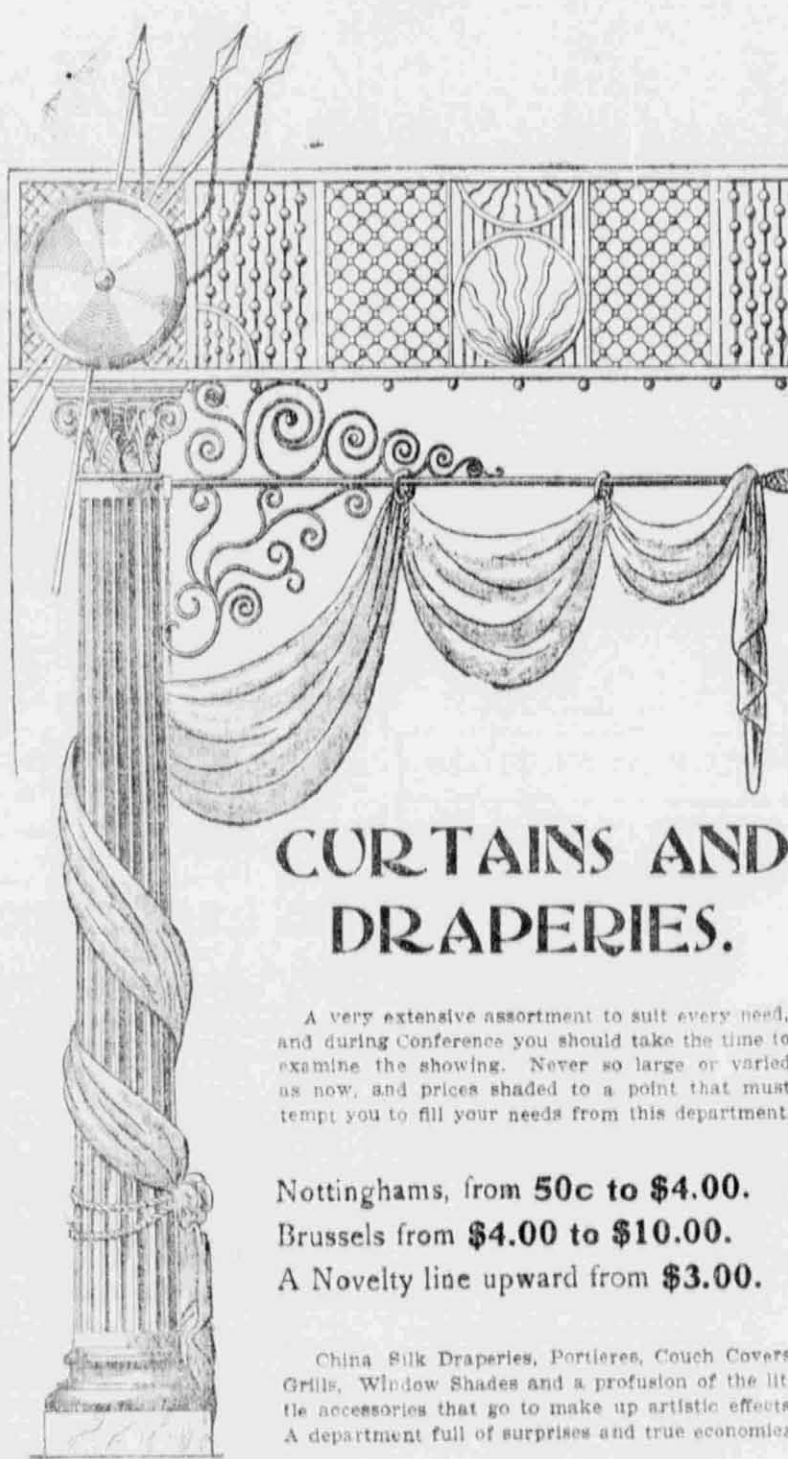 CURTAINS AND
DRAPERIES.
A very extensive assortment to suit every need,
and during Conference you should take the time to
examine the showing. Never so large or varied
as now, and prices shaded to a point that must
tempt you to fill your needs from this department
Nottinghams, from 50c to $4.00.
Brussels from $4.00 to $10.00.
A Novelty line upward from $3.00.
China Silk Draperies, Portieres, Couch Covers
Grills, Window Shades and a profusion of the lit
tle accessories that go to make up artistic effects
A department full of surprises and true economies